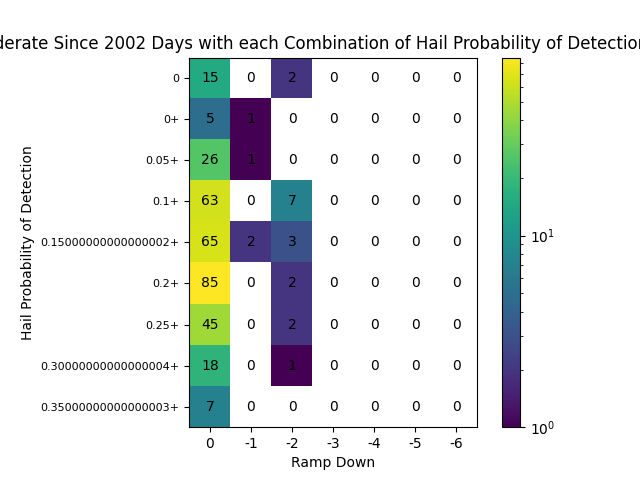 derate Since 2002 Days with each Combination of Hail Probability of Detection
0 15 0 2 0 0 0 0
0+ 5 1 0 0 0 0 0
0.05+ 26 1 0 0 0 0 0
0.1+ 63 0 7 0 0 0 0
0.15000000000000002+ 65 2 3 0 0 0 0
0.2+ 85 0 2 0 0 0 0
0.25+ 45 0 2 0 0 0 0
0.30000000000000004+ 18 0 1 0 0 0 0
0.35000000000000003+ 7 0 0 0 0 0 0
0 -1 -2 -3 -4 -5 -6
Ramp Down
Hail Probability of Detection
10¹
10⁰